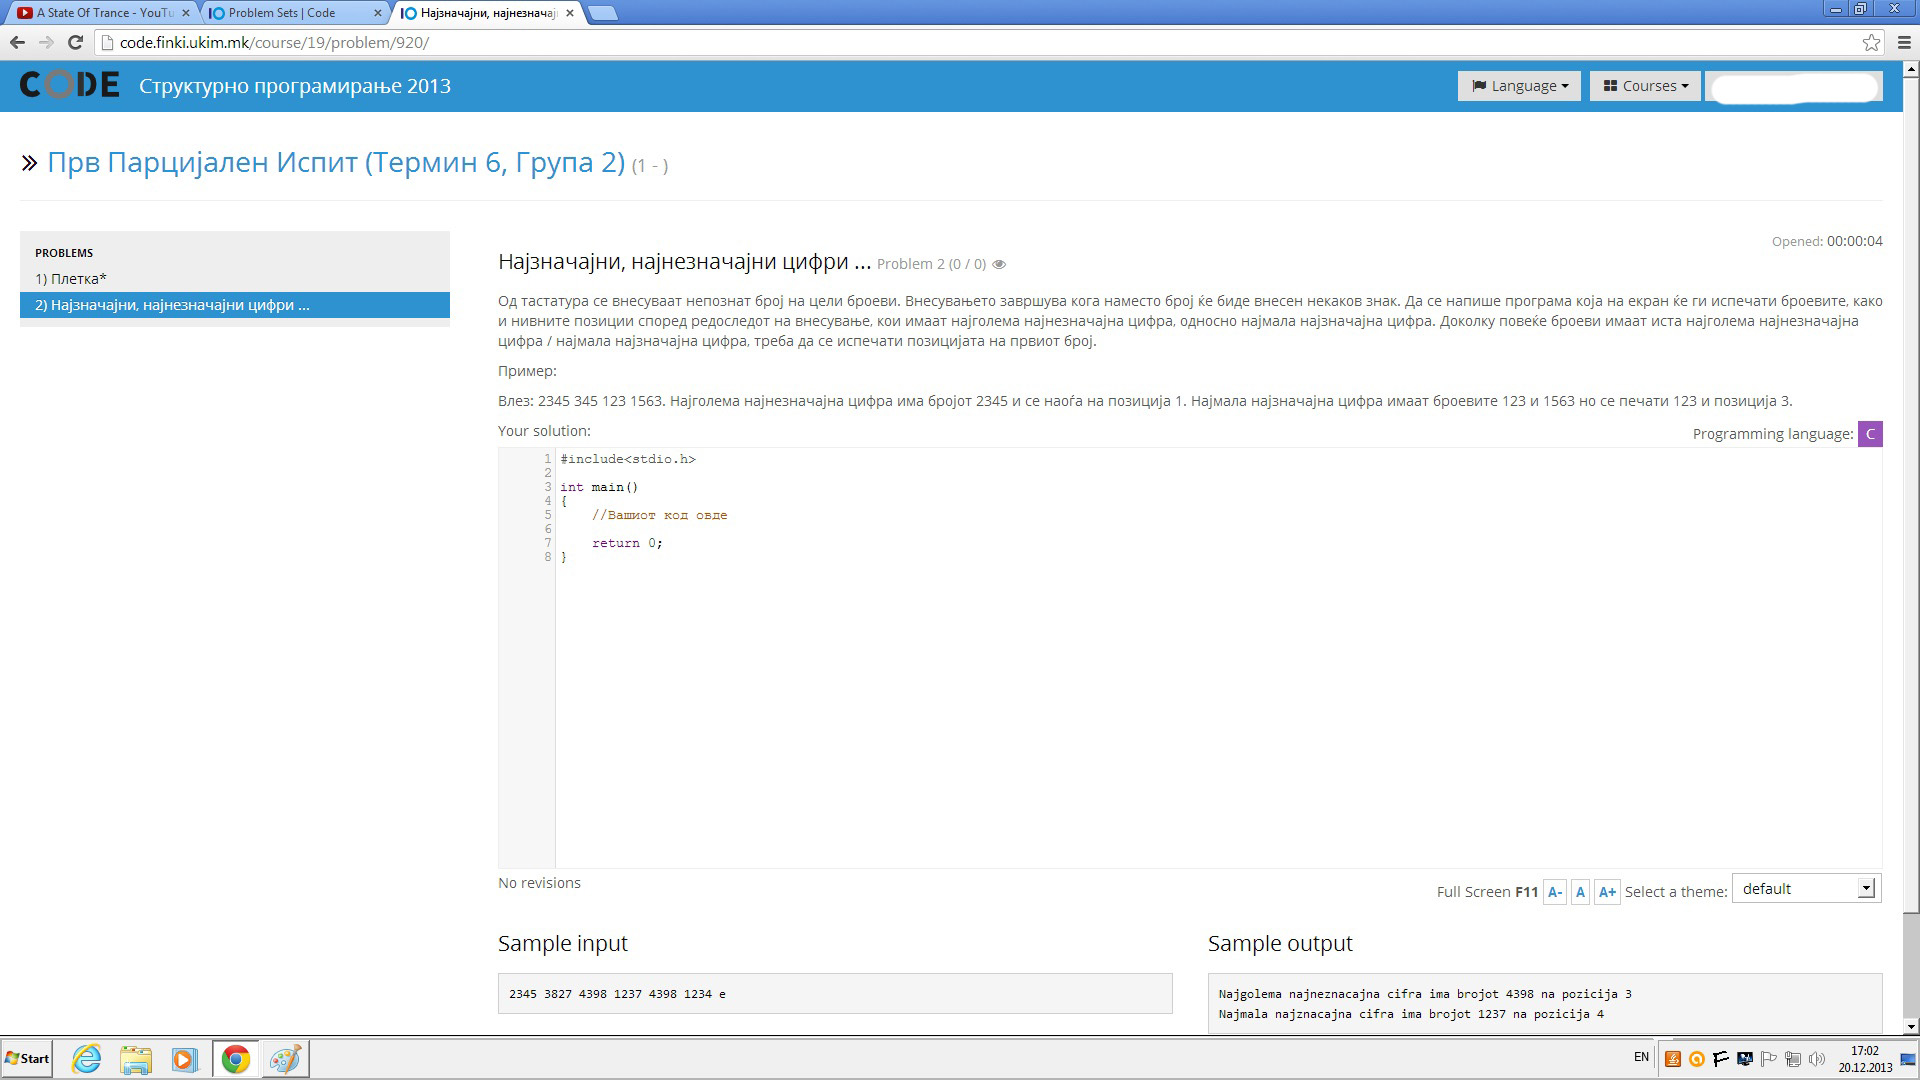 A State Of Trance - YouTu
Problem Sets | Code
Најзначајни, најнезначај
code.finki.ukim.mk/course/19/problem/920/
CODE Структурно програмирање 2013
Language
Courses
Прв Парцијален Испит (Термин 6, Група 2) (1 - )
PROBLEMS
1) Плетка*
2) Најзначајни, најнезначајни цифри ...
Opened: 00:00:04
Најзначајни, најнезначајни цифри ... Problem 2 (0 / 0)
Од тастатура се внесуваат непознат број на цели броеви. Внесувањето завршува кога наместо број ќе биде внесен некаков знак. Да се напише програма која на екран ќе ги испечати броевите, како
и нивните позиции според редоследот на внесување, кои имаат најголема најнезначајна цифра, односно најмала најзначајна цифра. Доколку повеќе броеви имаат иста најголема најнезначајна
цифра / најмала најзначајна цифра, треба да се испечати позицијата на првиот број.
Пример:
Влез: 2345 345 123 1563. Најголема најнезначајна цифра има бројот 2345 и се наоѓа на позиција 1. Најмала најзначајна цифра имаат броевите 123 и 1563 но се печати 123 и позиција 3.
Your solution:
Programming language: C
1 #include<stdio.h>
2
3 int main()
4 {
5 //Вашиот код овде
6
7 return 0;
8 }
No revisions
Full Screen F11 A- A A+ Select a theme: default
Sample input
2345 3827 4398 1237 4398 1234 e
Sample output
Najgolema najneznacajna cifra ima brojot 4398 na pozicija 3
Najmala najznacajna cifra ima brojot 1237 na pozicija 4
Start
EN
17:02
20.12.2013